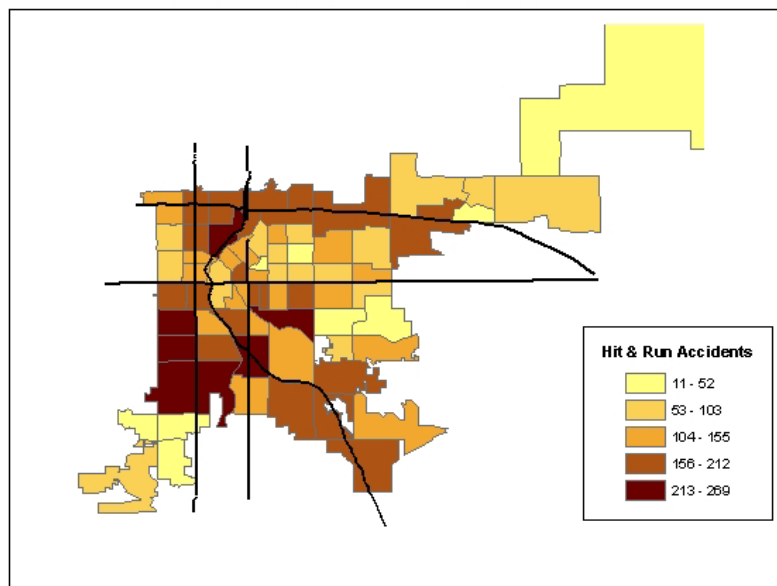 Hit & Run Accidents
11 - 52
53 - 103
104 - 155
156 - 212
213 - 269